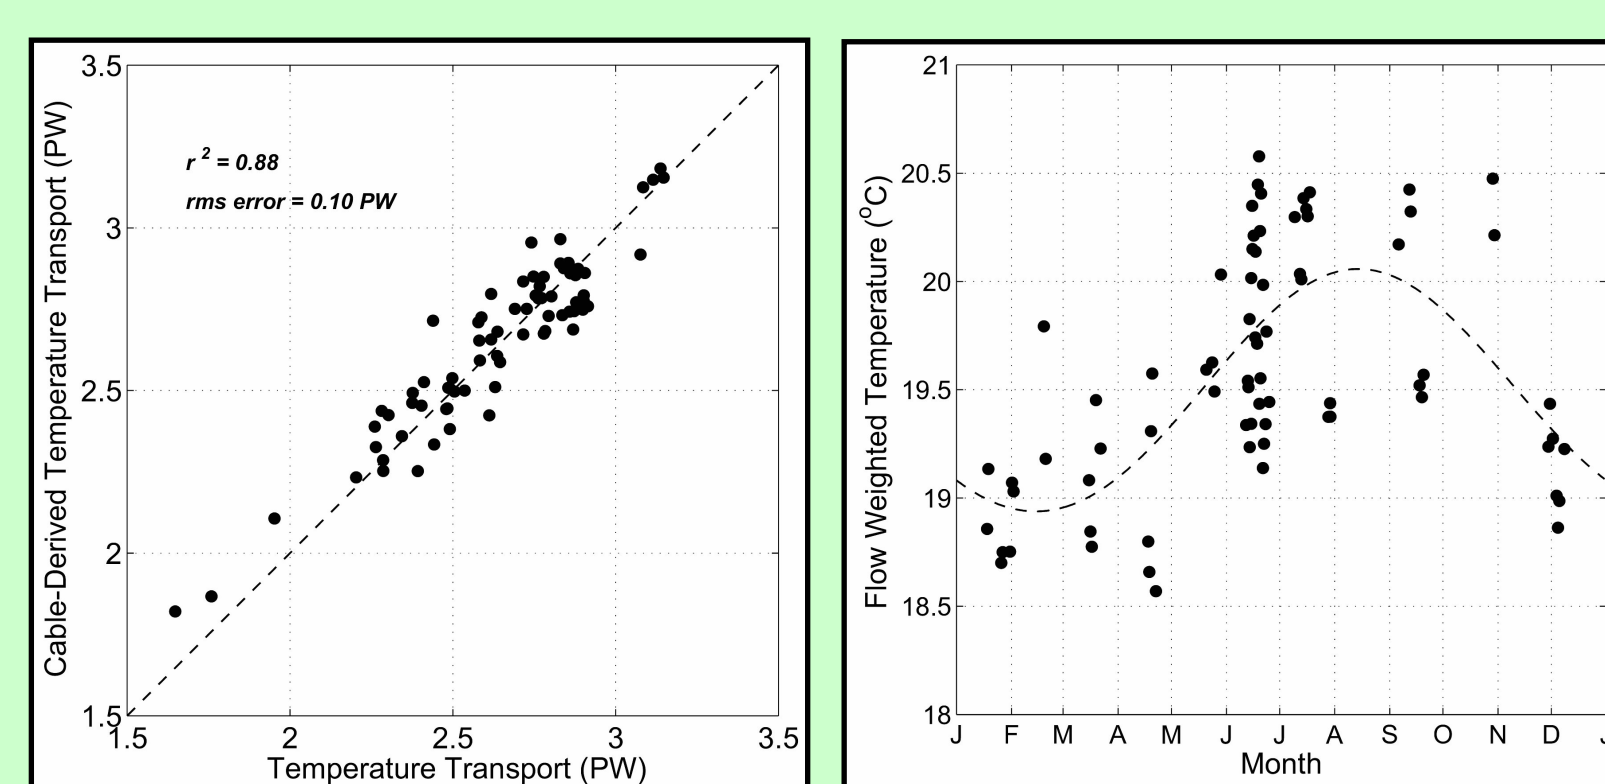 3.5
3
2.5
2
1.5
Cable-Derived Temperature Transport (PW)
r 2 = 0.88
rms error = 0.10 PW
1.5 2 2.5 3 3.5
Temperature Transport (PW)
21
20.5
20
19.5
19
18.5
18
Flow Weighted Temperature (oC)
J F M A M J J A S O N D J
Month